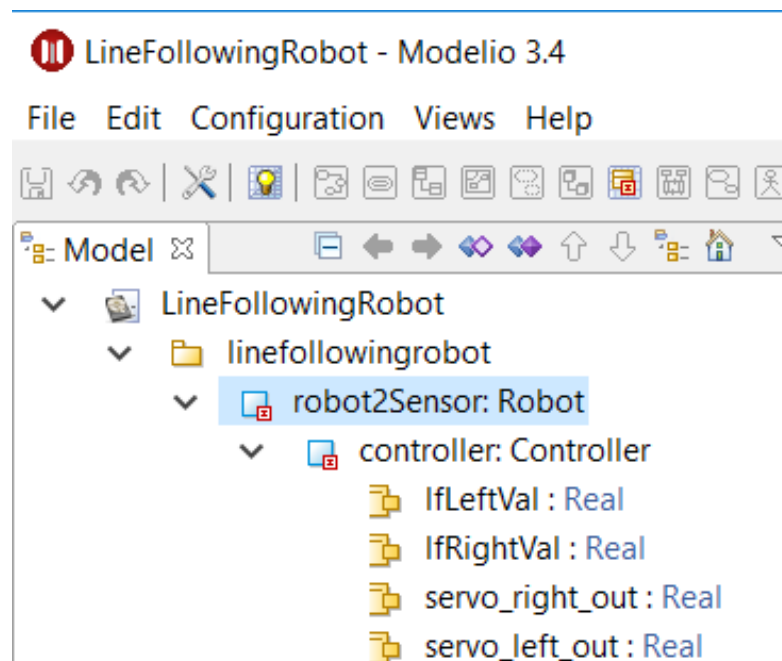 LineFollowingRobot - Modelio 3.4
File Edit Configuration Views Help
Model
LineFollowingRobot
linefollowingrobot
robot2Sensor: Robot
controller: Controller
lfLeftVal : Real
lfRightVal : Real
servo_right_out : Real
servo_left_out : Real